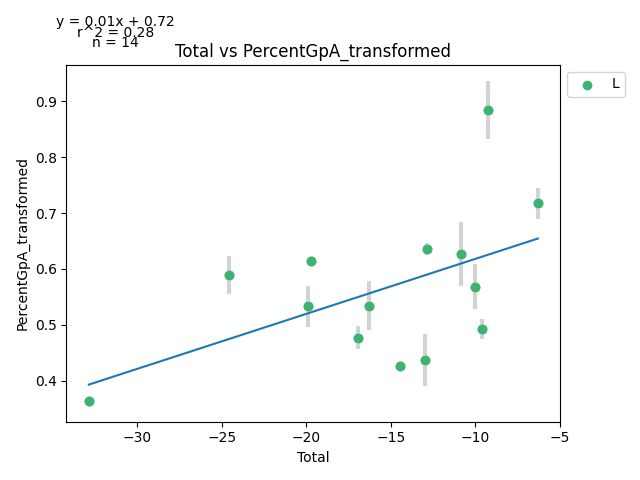 y = 0.01x + 0.72
r^2 = 0.28
n = 14
Total vs PercentGpA_transformed
L
PercentGpA_transformed
0.9
0.8
0.7
0.6
0.5
0.4
−30
−25
−20
−15
−10
−5
Total